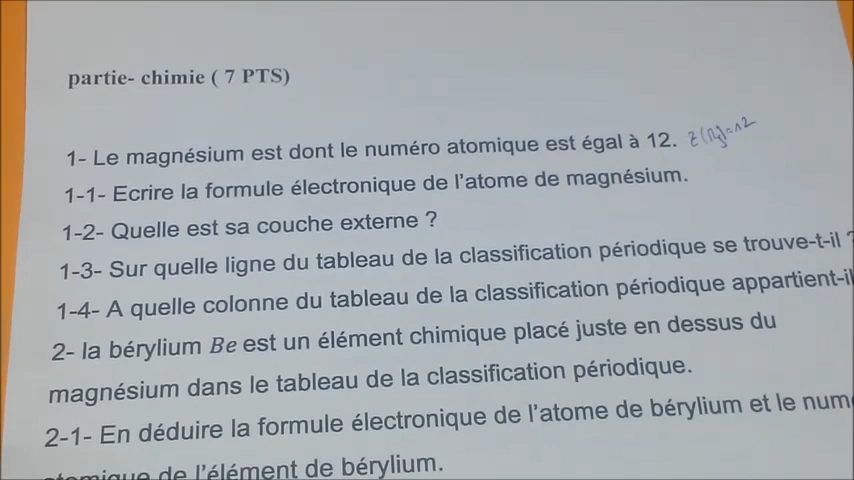 partie- chimie ( 7 PTS)
1- Le magnésium est dont le numéro atomique est égal à 12. Z(Mg)=12
1-1- Ecrire la formule électronique de l'atome de magnésium.
1-2- Quelle est sa couche externe ?
1-3- Sur quelle ligne du tableau de la classification périodique se trouve-t-il ?
1-4- A quelle colonne du tableau de la classification périodique appartient-il
2- la bérylium Be est un élément chimique placé juste en dessus du
magnésium dans le tableau de la classification périodique.
2-1- En déduire la formule électronique de l'atome de bérylium et le numé
atomique de l'élément de bérylium.